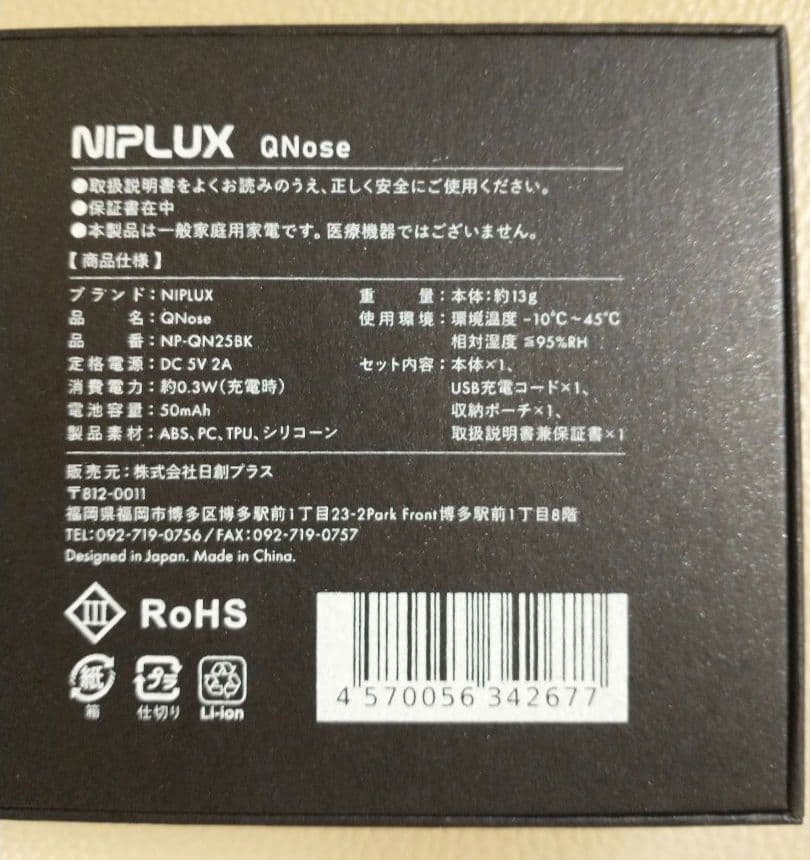 NIPLUX QNose
●取扱説明書をよくお読みのうえ、正しく安全にご使用ください。
●保証書在中
●本製品は一般家庭用家電です。医療機器ではございません。
【商品仕様】
ブランド：NIPLUX
品名：QNose
品番：NP-QN25BK
定格電源：DC 5V 2A
消費電力：約0.3W（充電時）
電池容量：50mAh
製品素材：ABS、PC、TPU、シリコーン
重量：本体：約13g
使用環境：環境温度 -10℃～45℃
相対湿度 ≦95%RH
セット内容：本体×1、
USB充電コード×1、
収納ポーチ×1、
取扱説明書兼保証書×1
販売元：株式会社日創プラス
〒812-0011
福岡県福岡市博多区博多駅前1丁目23-2Park Front博多駅前1丁目8階
TEL：092-719-0756/FAX：092-719-0757
Designed in Japan. Made in China.
III RoHS
紙 プラ
箱 仕切り Li-ion
4 570056 342677